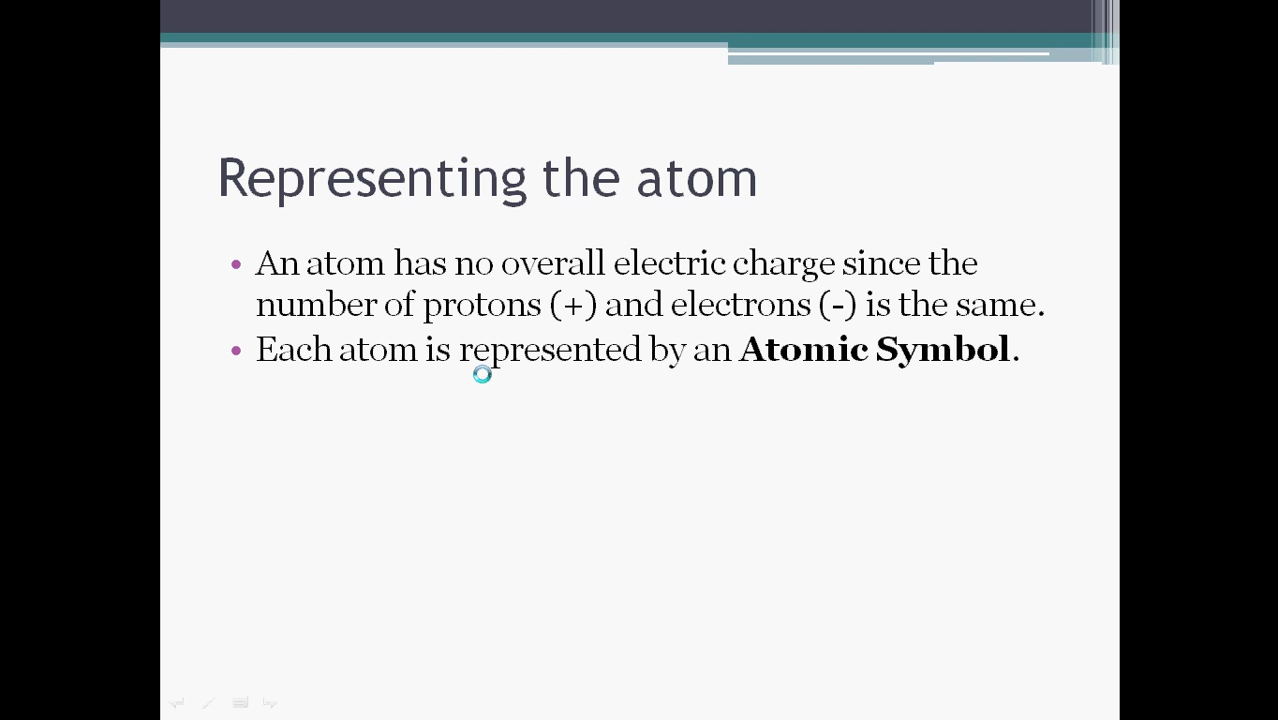 Representing the atom
• An atom has no overall electric charge since the
number of protons (+) and electrons (-) is the same.
• Each atom is represented by an Atomic Symbol.